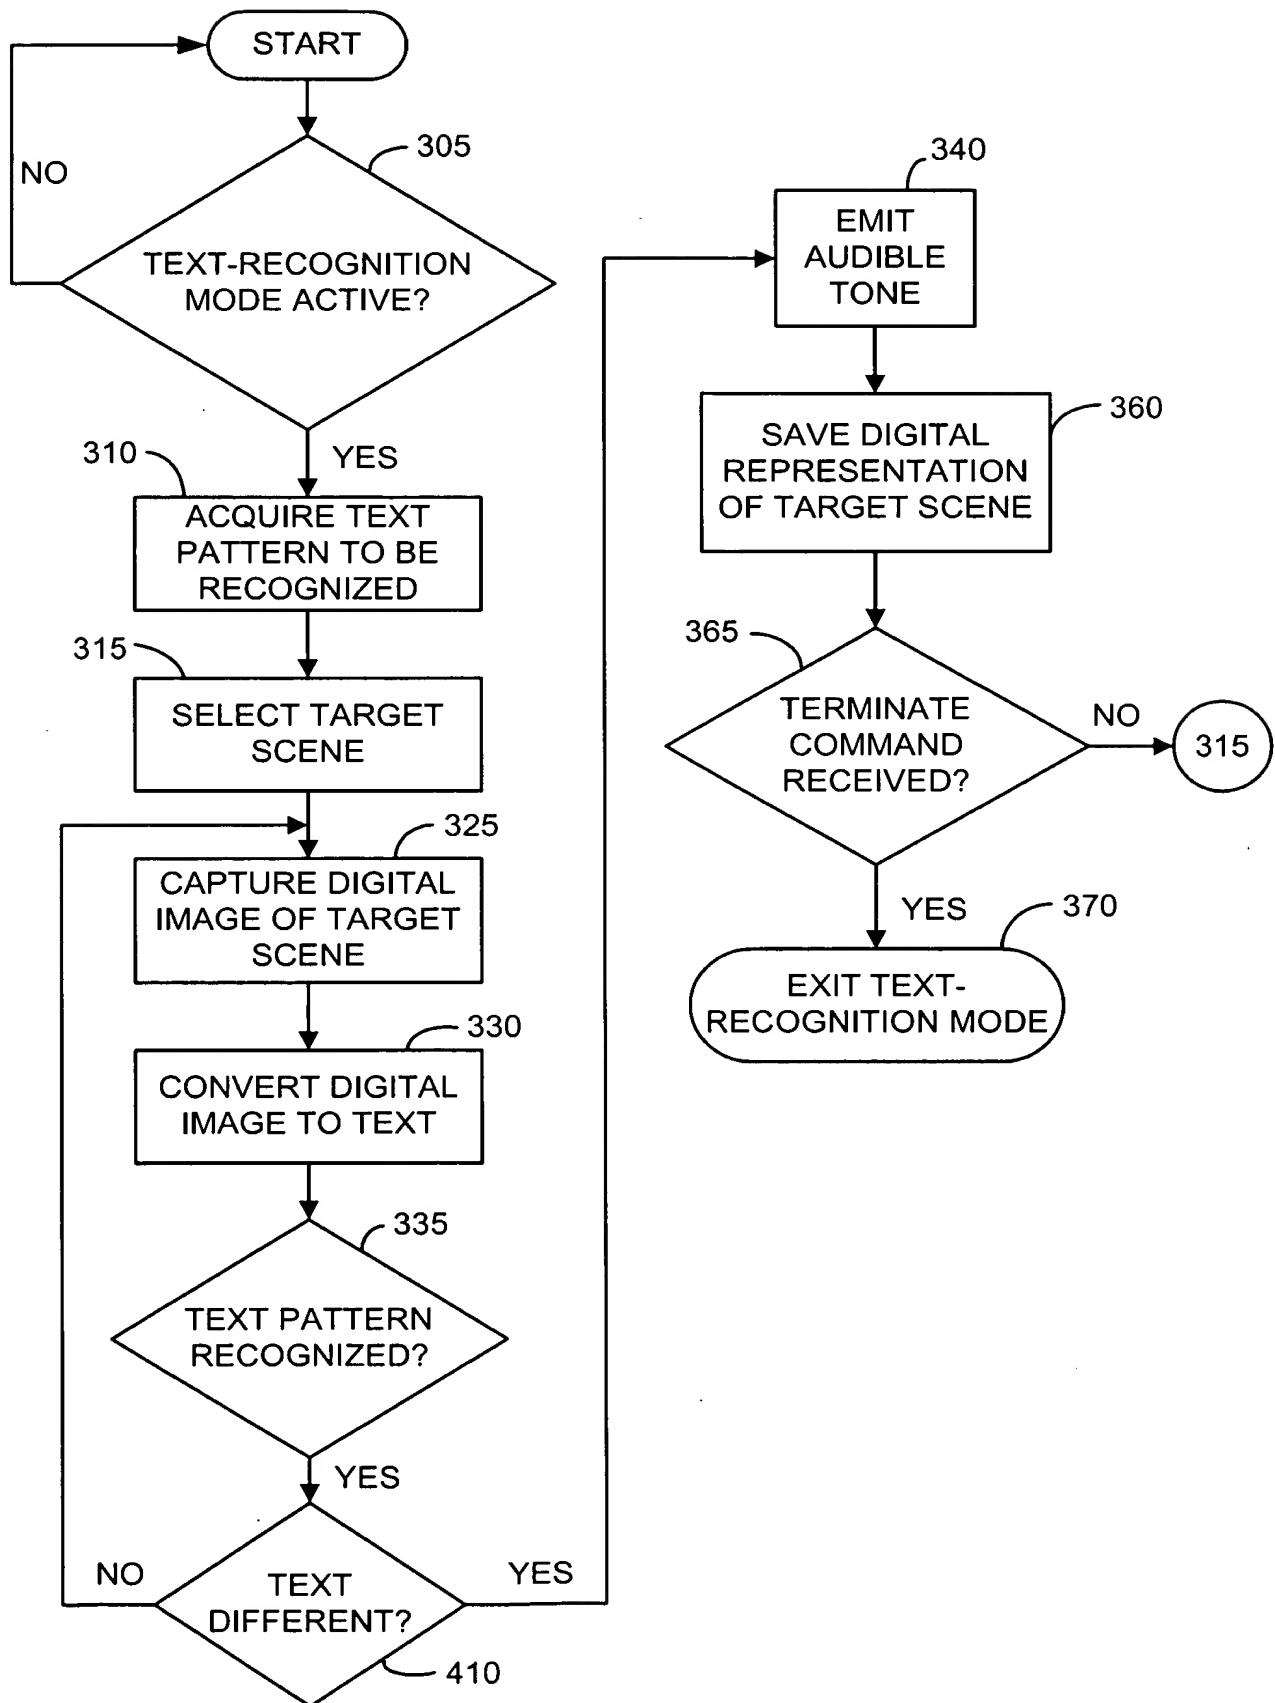 START
NO
305
TEXT-RECOGNITION
MODE ACTIVE?
YES
310
ACQUIRE TEXT
PATTERN TO BE
RECOGNIZED
315
SELECT TARGET
SCENE
325
CAPTURE DIGITAL
IMAGE OF TARGET
SCENE
330
CONVERT DIGITAL
IMAGE TO TEXT
335
TEXT PATTERN
RECOGNIZED?
YES
NO
TEXT
DIFFERENT?
YES
410
340
EMIT
AUDIBLE
TONE
360
SAVE DIGITAL
REPRESENTATION
OF TARGET SCENE
365
TERMINATE
COMMAND
RECEIVED?
NO
315
YES
370
EXIT TEXT-
RECOGNITION MODE